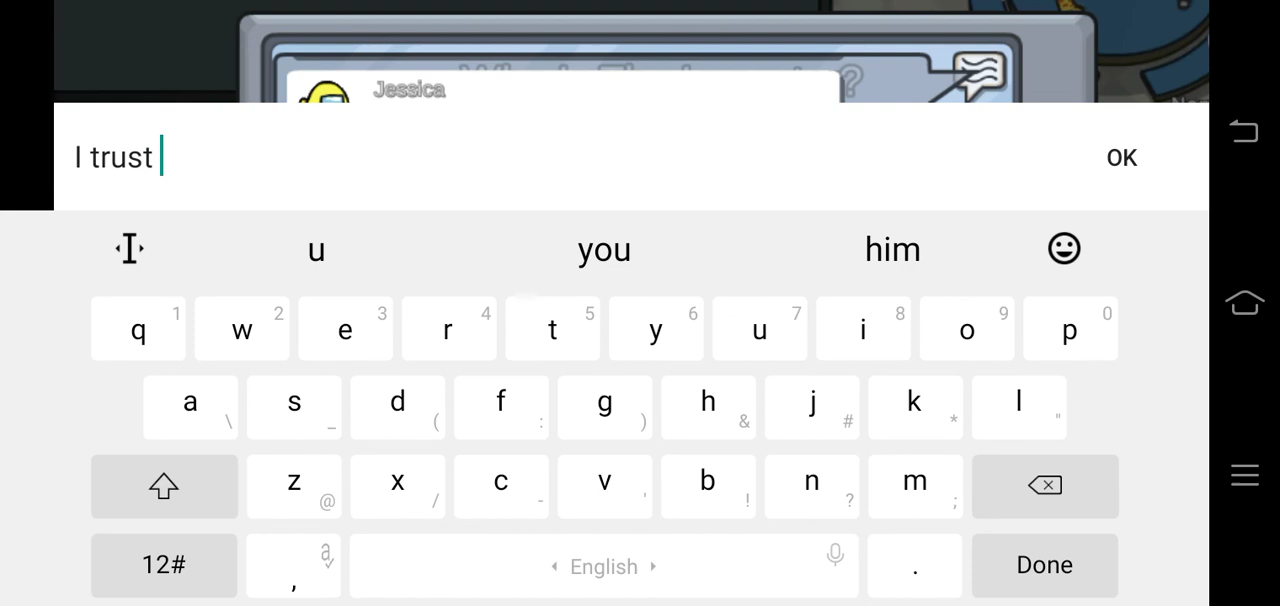 Jessica
I trust
OK
u you him
q 1 w 2 e 3 r 4 t 5 y 6 u 7 i 8 o 9 p 0
a \ s _ d ( f : g ) h & j # k * l "
z @ x / c - v ' b ! n ? m ;
12# , a English . Done